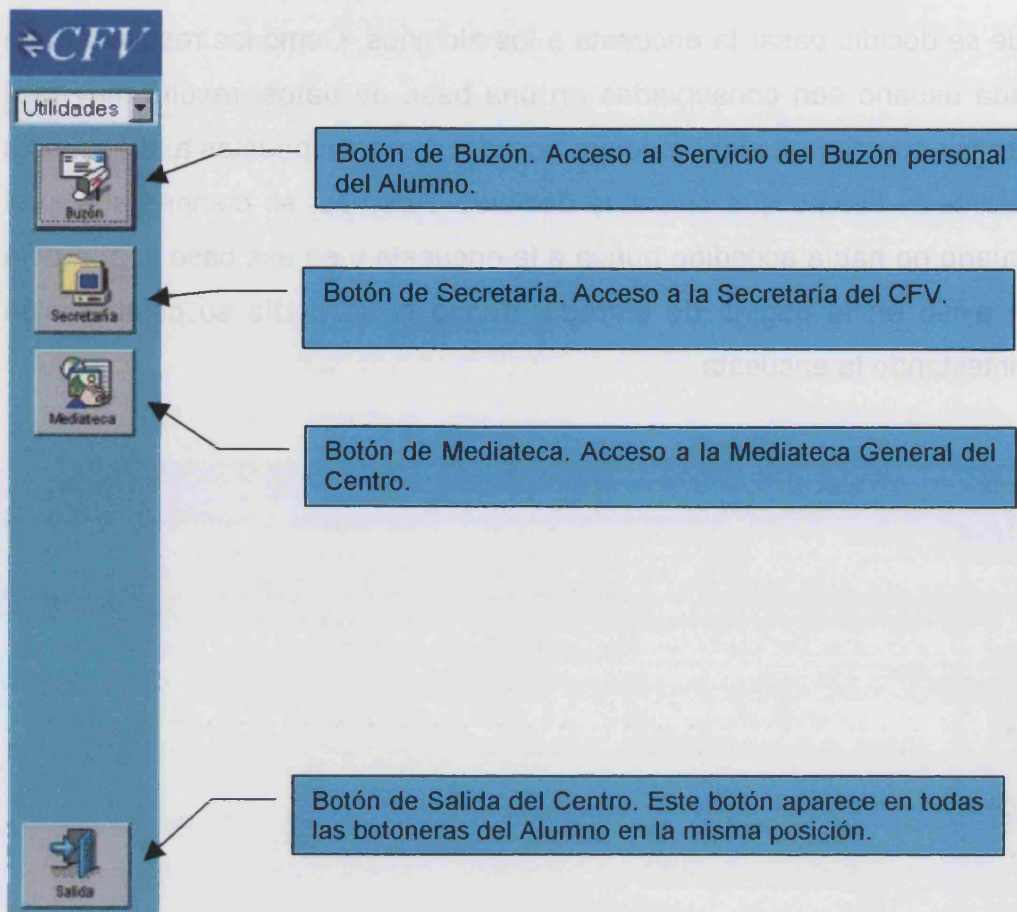 CFV
Utilidades
Buzón
Botón de Buzón. Acceso al Servicio del Buzón personal
del Alumno.
Secretaría
Botón de Secretaría. Acceso a la Secretaría del CFV.
Mediateca
Botón de Mediateca. Acceso a la Mediateca General del
Centro.
Botón de Salida del Centro. Este botón aparece en todas
las botoneras del Alumno en la misma posición.
Salida